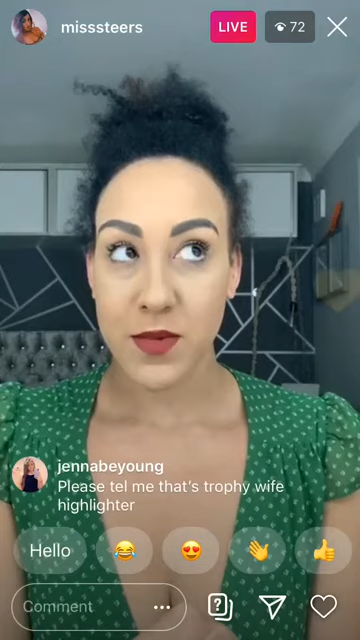 misssteers
LIVE
72
jennabeyoung
Please tel me that's trophy wife
highlighter
Hello
Comment